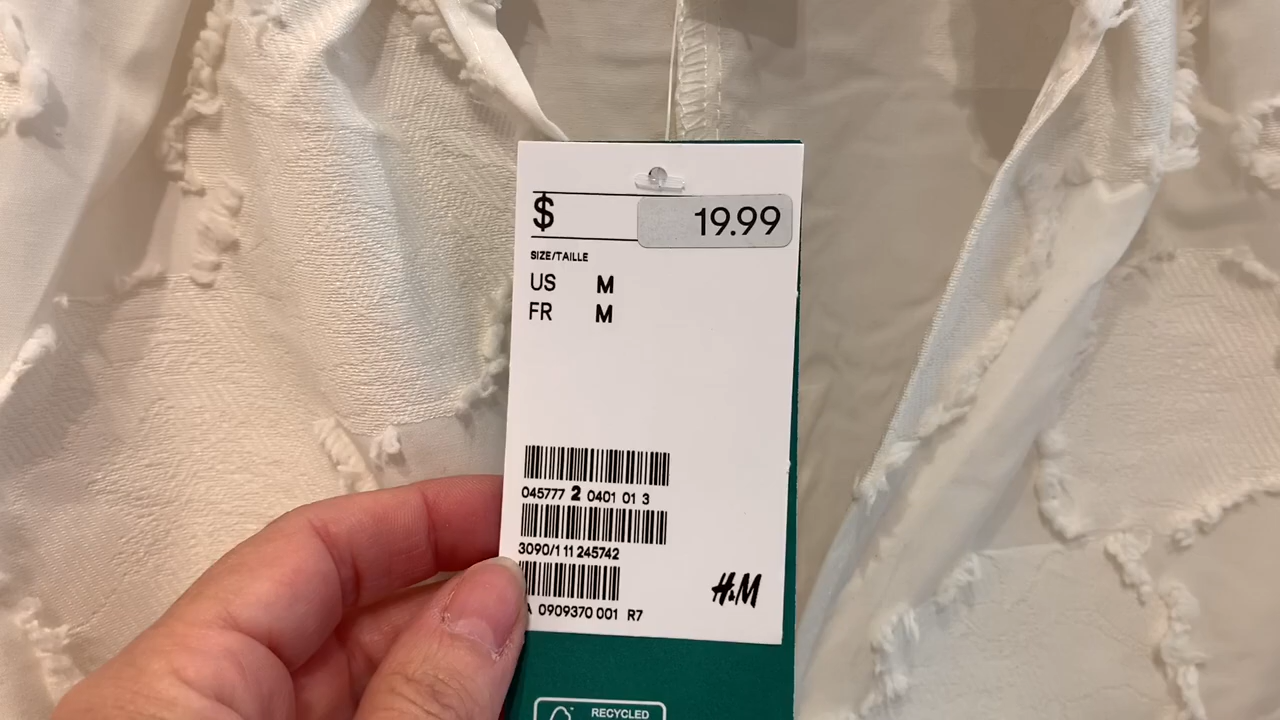 $ 19.99
SIZE/TAILLE
US M
FR M
045777 2 0401 01 3
3090/1 11 245742
0909370 001 R7
H&M
RECYCLED